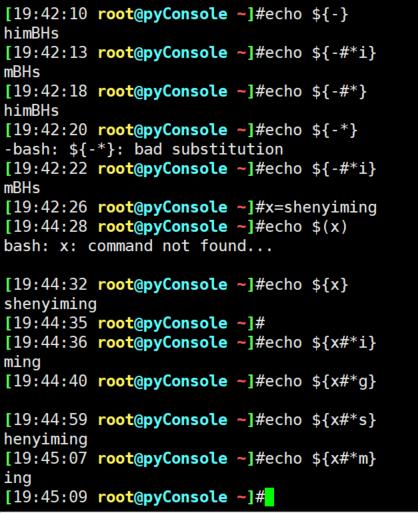 [19:42:10 root@pyConsole ~]#echo ${-}
himBHs
[19:42:13 root@pyConsole ~]#echo ${-#*i}
mBHs
[19:42:18 root@pyConsole ~]#echo ${-#*}
himBHs
[19:42:20 root@pyConsole ~]#echo ${-*}
-bash: ${-*}: bad substitution
[19:42:22 root@pyConsole ~]#echo ${-#*i}
mBHs
[19:42:26 root@pyConsole ~]#x=shenyiming
[19:44:28 root@pyConsole ~]#echo $(x)
bash: x: command not found...
[19:44:32 root@pyConsole ~]#echo ${x}
shenyiming
[19:44:35 root@pyConsole ~]#
[19:44:36 root@pyConsole ~]#echo ${x#*i}
ming
[19:44:40 root@pyConsole ~]#echo ${x#*g}
[19:44:59 root@pyConsole ~]#echo ${x#*s}
henyiming
[19:45:07 root@pyConsole ~]#echo ${x#*m}
ing
[19:45:09 root@pyConsole ~]#